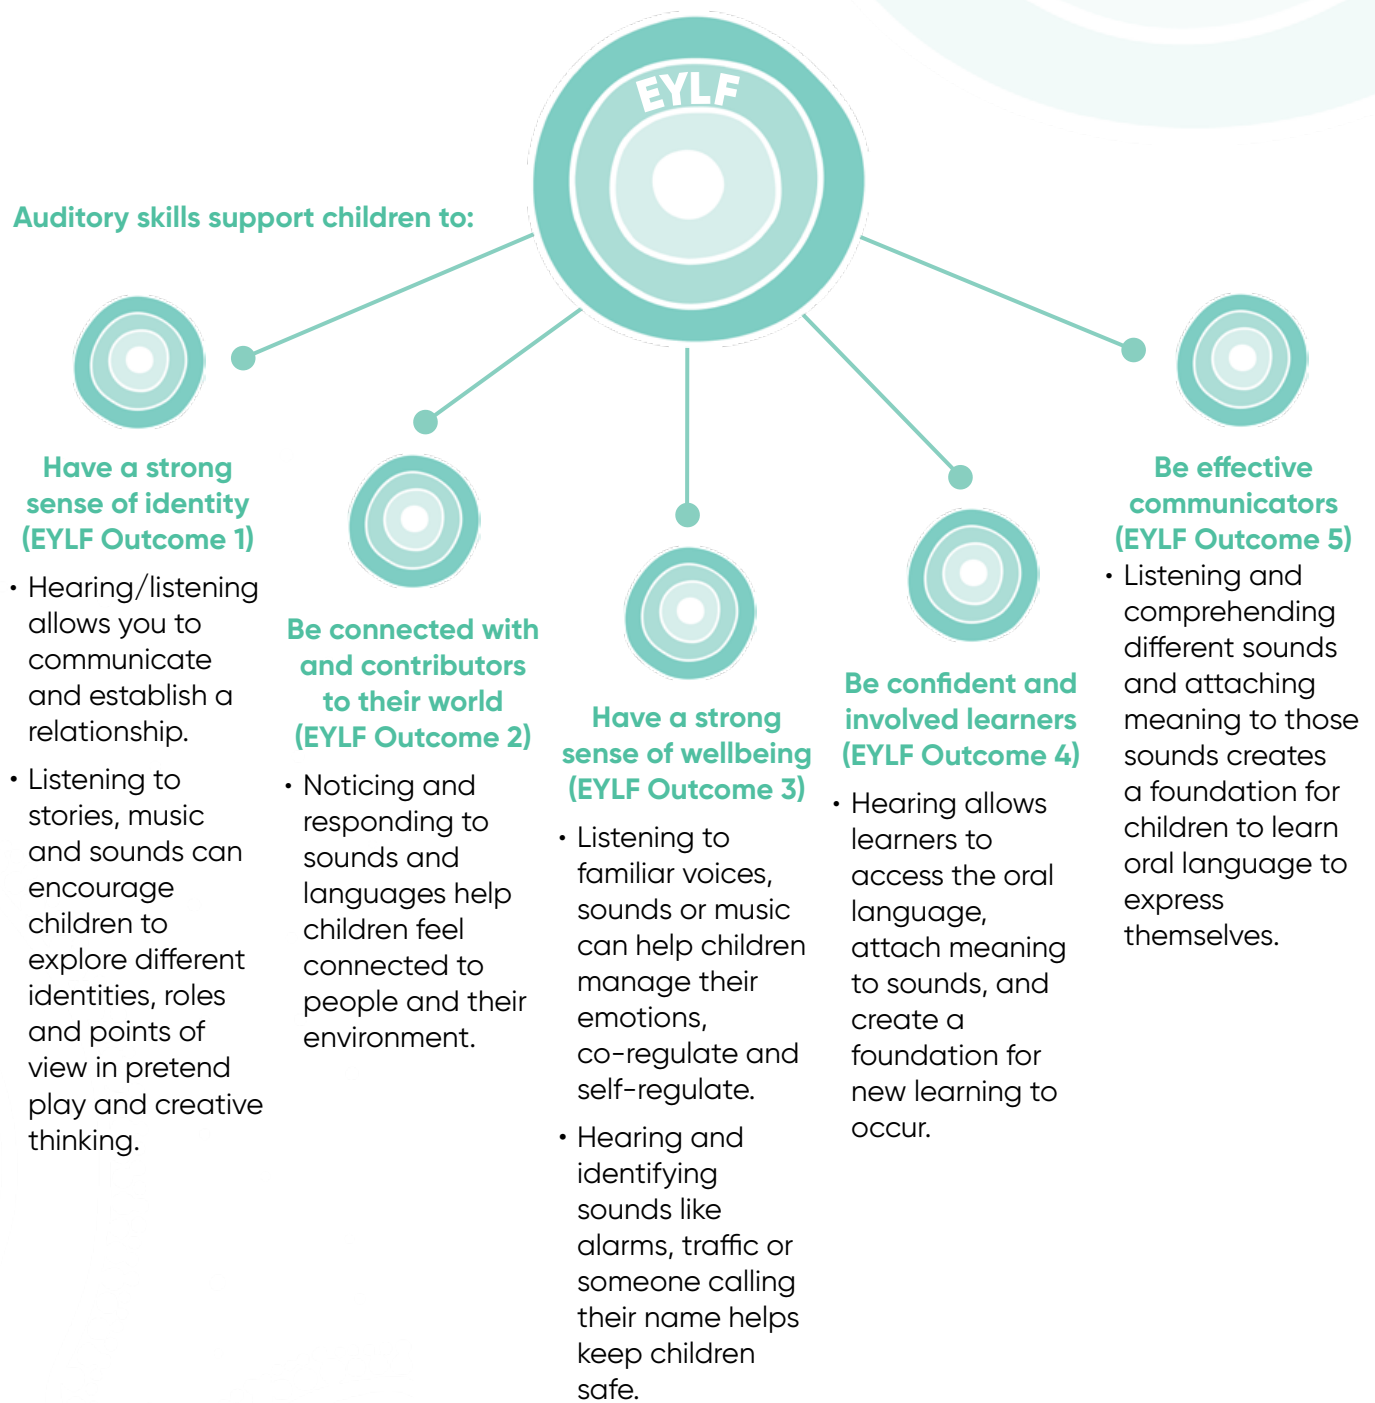 EYLF
Auditory skills support children to:
Have a strong
sense of identity
(EYLF Outcome 1)
• Hearing/listening
allows you to
communicate
and establish a
relationship.
• Listening to
stories, music
and sounds can
encourage
children to
explore different
identities, roles
and points of
view in pretend
play and creative
thinking.
Be connected with
and contributors
to their world
(EYLF Outcome 2)
• Noticing and
responding to
sounds and
languages help
children feel
connected to
people and their
environment.
Have a strong
sense of wellbeing
(EYLF Outcome 3)
• Listening to
familiar voices,
sounds or music
can help children
manage their
emotions,
co-regulate and
self-regulate.
• Hearing and
identifying
sounds like
alarms, traffic or
someone calling
their name helps
keep children
safe.
Be confident and
involved learners
(EYLF Outcome 4)
• Hearing allows
learners to
access the oral
language,
attach meaning
to sounds, and
create a
foundation for
new learning to
occur.
Be effective
communicators
(EYLF Outcome 5)
• Listening and
comprehending
different sounds
and attaching
meaning to those
sounds creates
a foundation for
children to learn
oral language to
express
themselves.